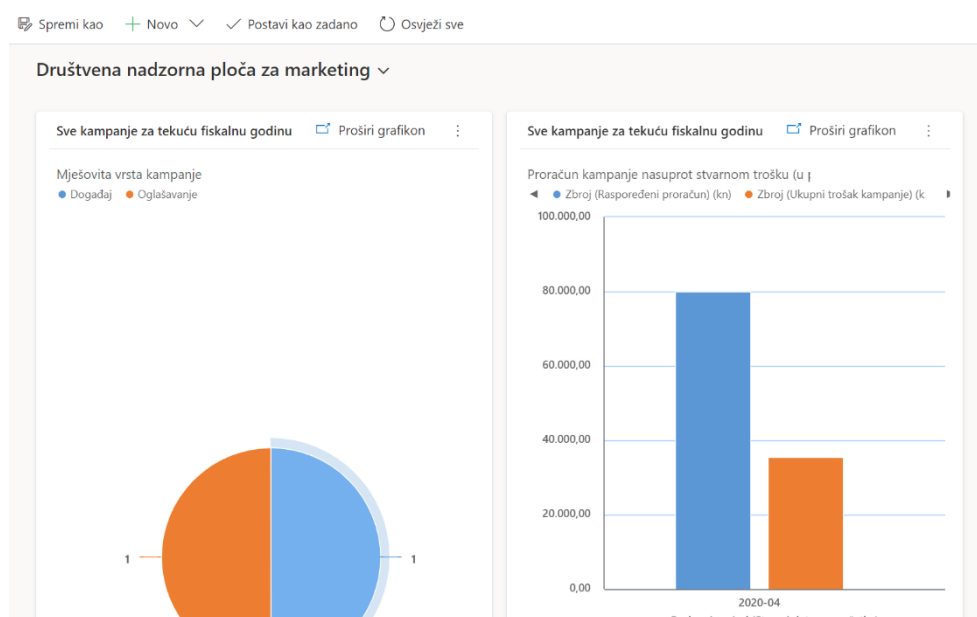 Spremi kao Novo Postavi kao zadano Osvježi sve
Društvena nadzorna ploča za marketing
Sve kampanje za tekuću fiskalnu godinu Proširi grafikon
Mješovita vrsta kampanje
Događaj Oglašavanje
1 1
Sve kampanje za tekuću fiskalnu godinu Proširi grafikon
Proračun kampanje nasuprot stvarnom trošku (u
Zbroj (Raspoređeni proračun) (kn) Zbroj (Ukupni trošak kampanje) (k
100.000,00
80.000,00
60.000,00
40.000,00
20.000,00
0,00
2020-04